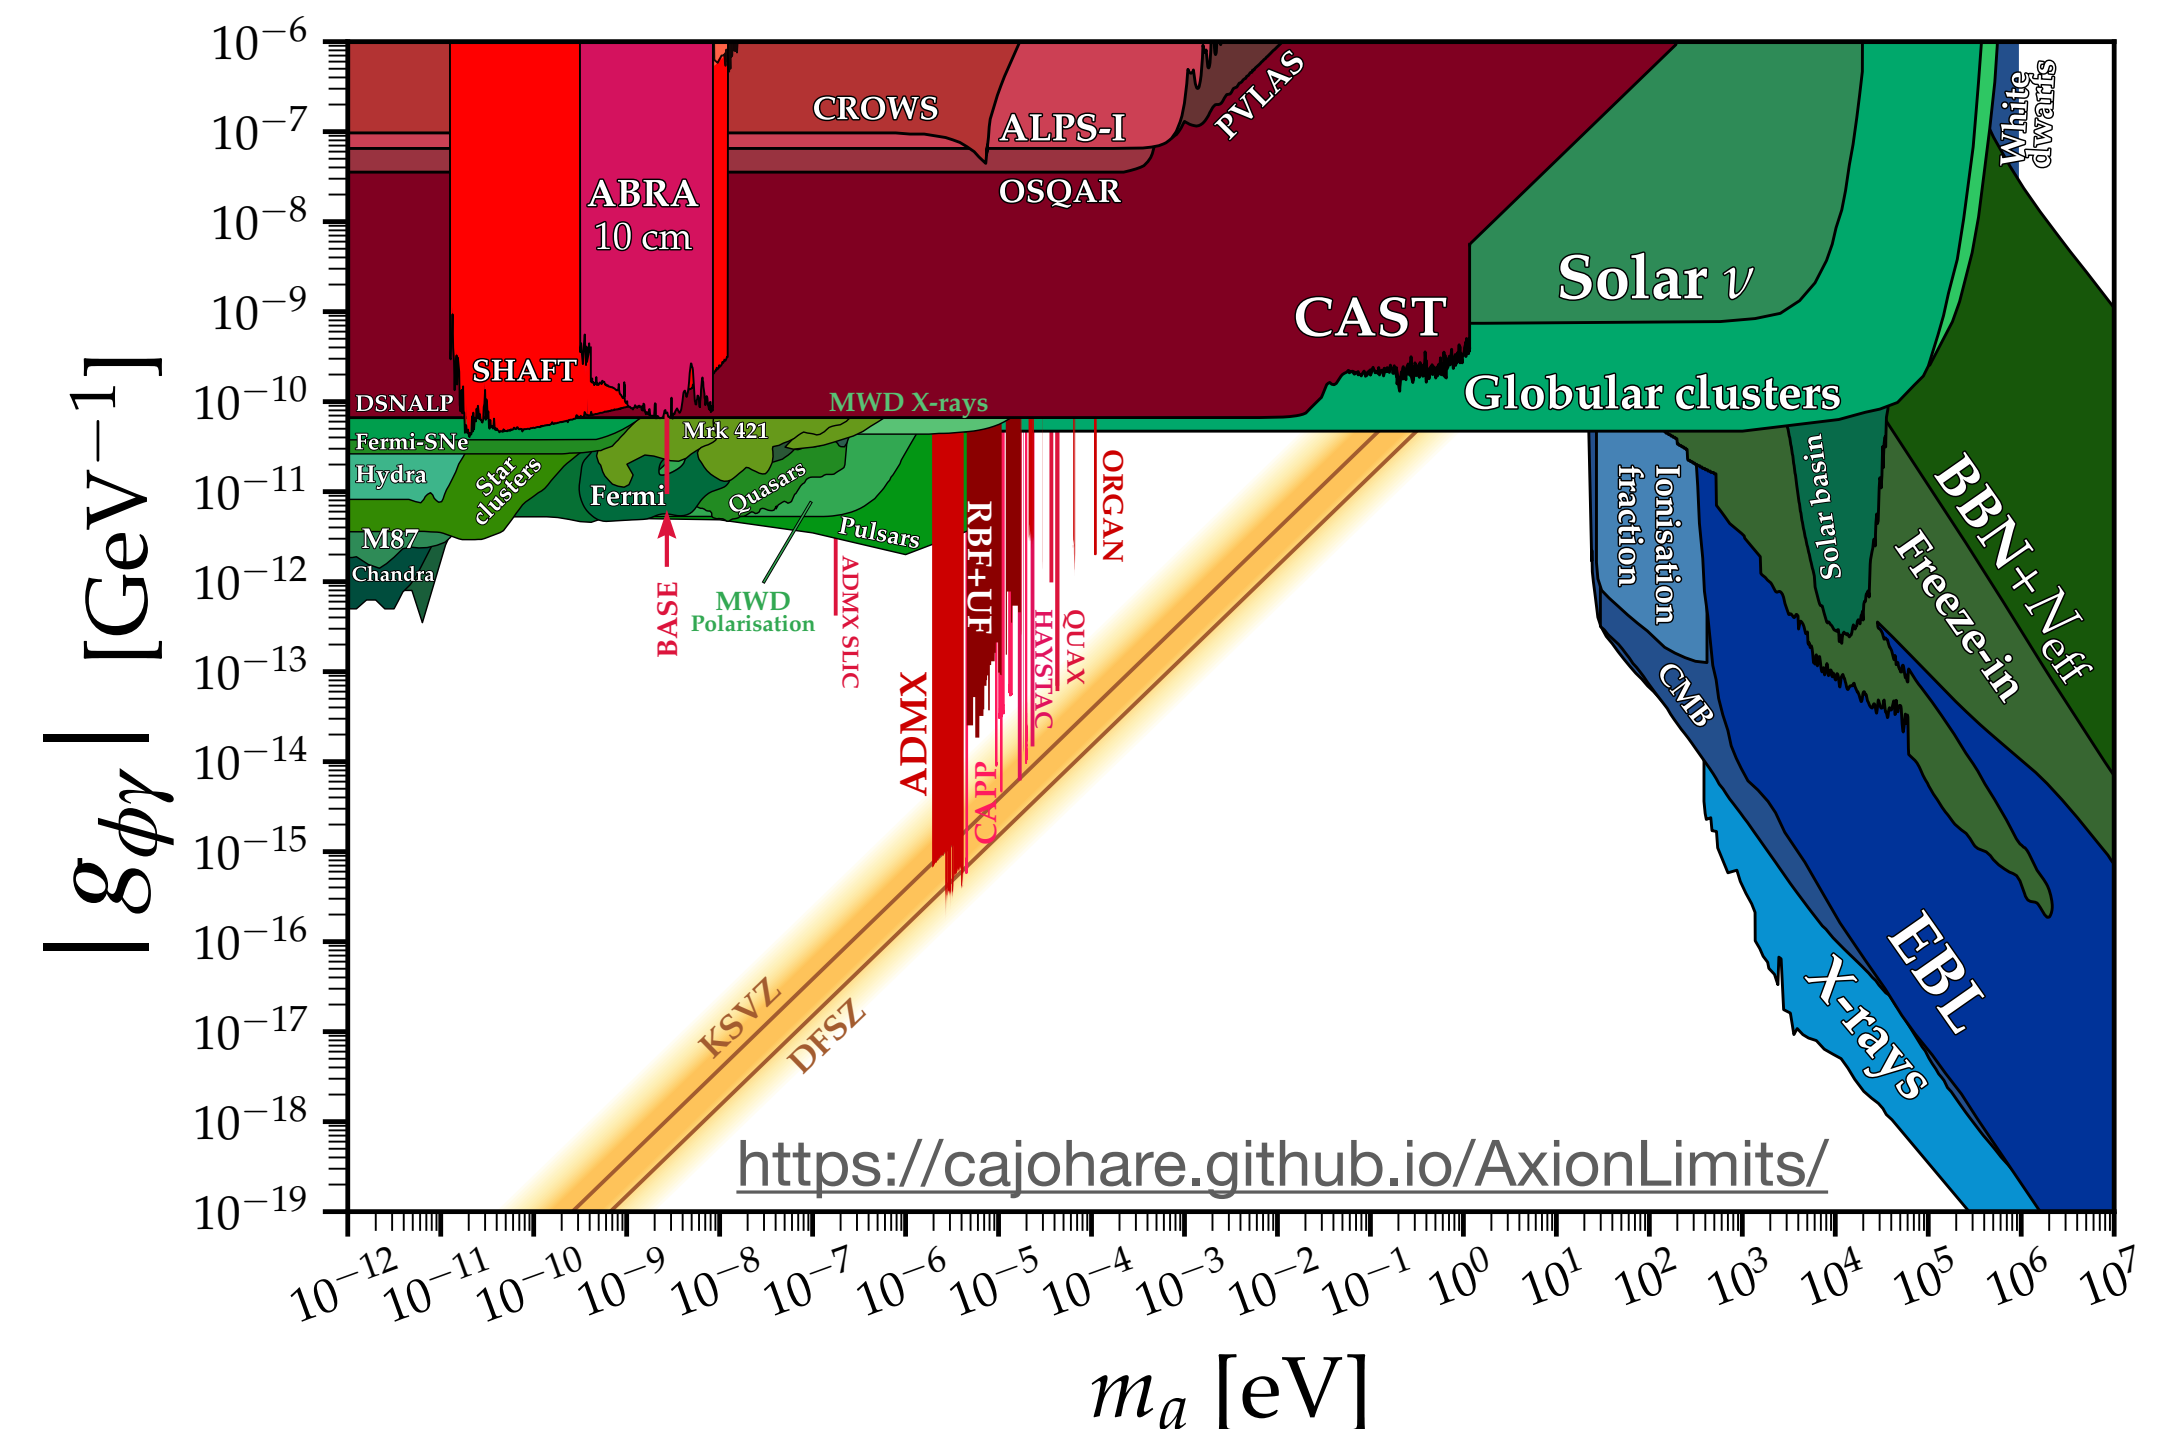 10−6
10−7
10−8
10−9
10−10
10−11
10−12
10−13
10−14
10−15
10−16
10−17
10−18
10−19
|gϕγ| [GeV−1]
CROWS
ALPS-I
PVLAS
OSQAR
ABRA
10 cm
SHAFT
CAST
Solar ν
Globular clusters
White
dwarfs
DSNALP
MWD X-rays
Fermi-SNe
Mrk 421
Hydra
Star
clusters
Fermi
Quasars
M87
Chandra
Pulsars
BASE
MWD
Polarisation
ADMX SLIC
ADMX
RBF+UF
CAPP
HAYSTAC
QUAX
ORGAN
Ionisation
fraction
CMB
Solar basin
BBN+Neff
Freeze-in
EBL
X-rays
KSVZ
DFSZ
https://cajohare.github.io/AxionLimits/
10−12
10−11
10−10
10−9
10−8
10−7
10−6
10−5
10−4
10−3
10−2
10−1
100
101
102
103
104
105
106
107
ma [eV]